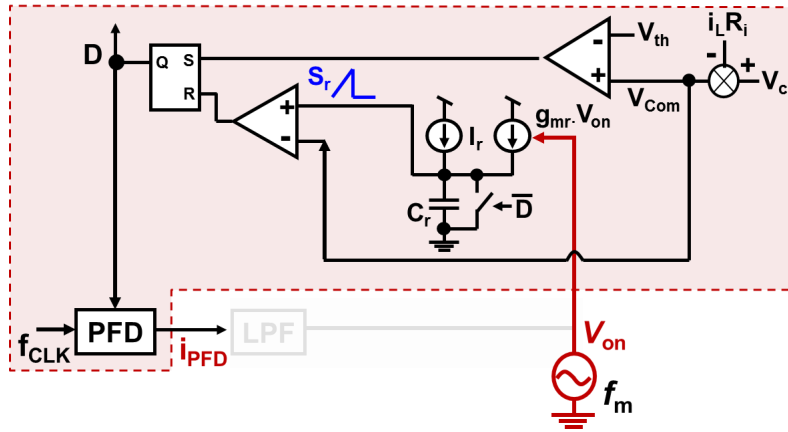 D
Q
S
R
S_r
V_th
i_L R_i
V_c
V_Com
-
+
-
+
+
-
I_r
g_mr·V_on
C_r
D̅
f_CLK
PFD
i_PFD
LPF
V_on
f_m